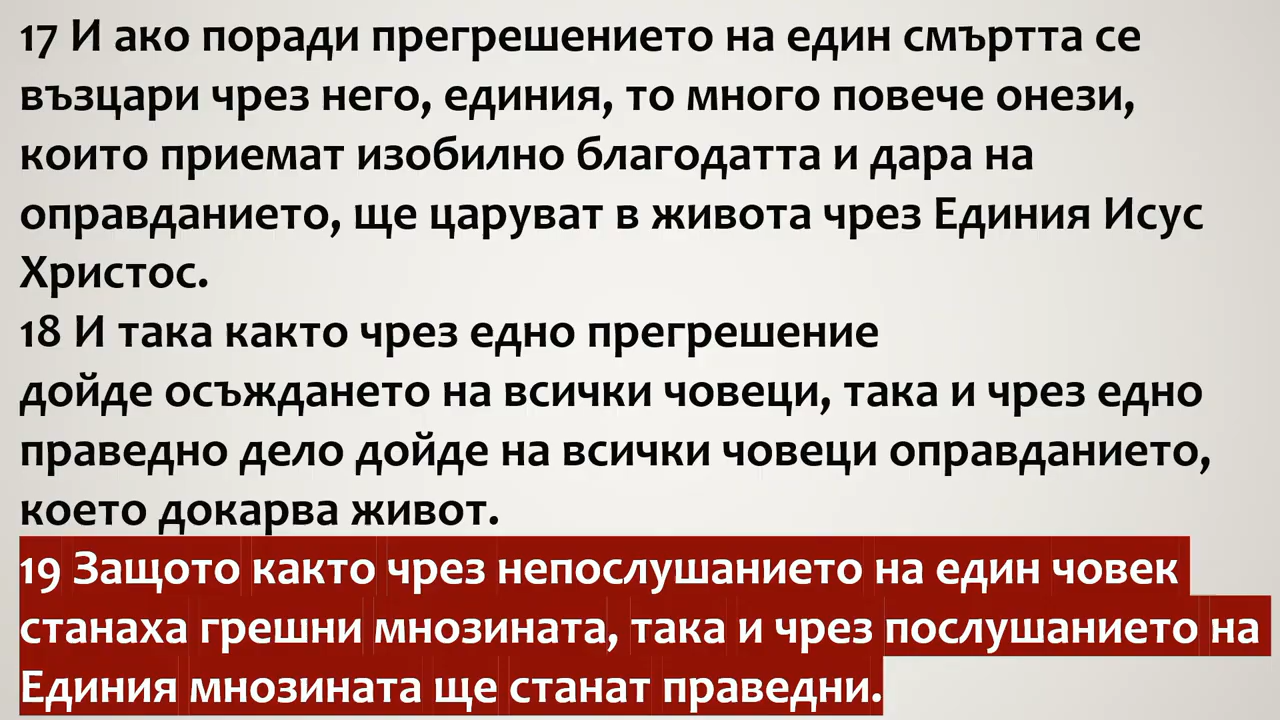 17 И ако поради прегрешението на един смъртта се
възцари чрез него, единия, то много повече онези,
които приемат изобилно благодатта и дара на
оправданието, ще царуват в живота чрез Единия Исус
Христос.
18 И така както чрез едно прегрешение
дойде осъждането на всички човеци, така и чрез едно
праведно дело дойде на всички човеци оправданието,
което докарва живот.
19 Защото както чрез непослушанието на един човек
станаха грешни мнозината, така и чрез послушанието на
Единия мнозината ще станат праведни.